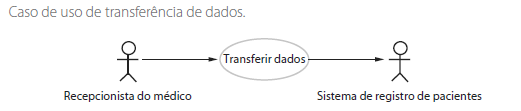 Caso de uso de transferência de dados.
Transferir dados
Recepcionista do médico
Sistema de registro de pacientes